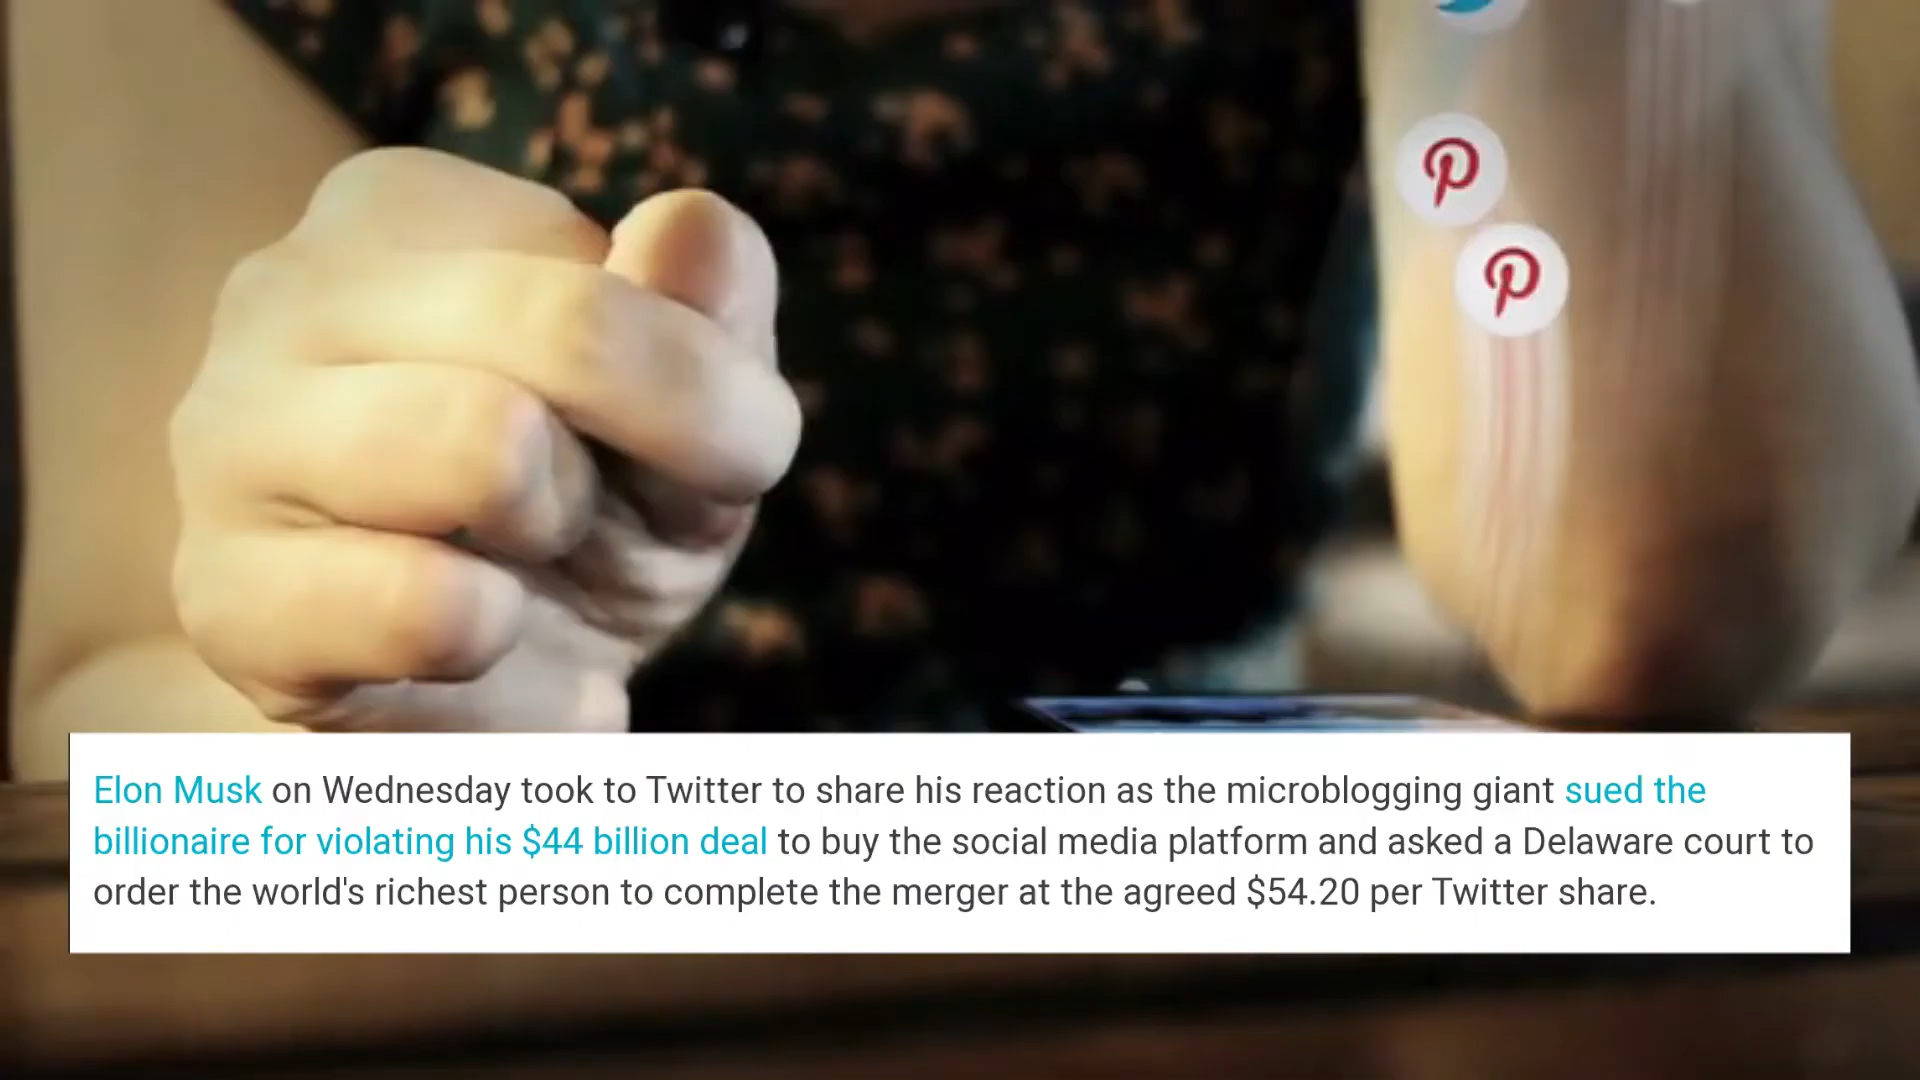 Elon Musk on Wednesday took to Twitter to share his reaction as the microblogging giant sued the
billionaire for violating his $44 billion deal to buy the social media platform and asked a Delaware court to
order the world's richest person to complete the merger at the agreed $54.20 per Twitter share.